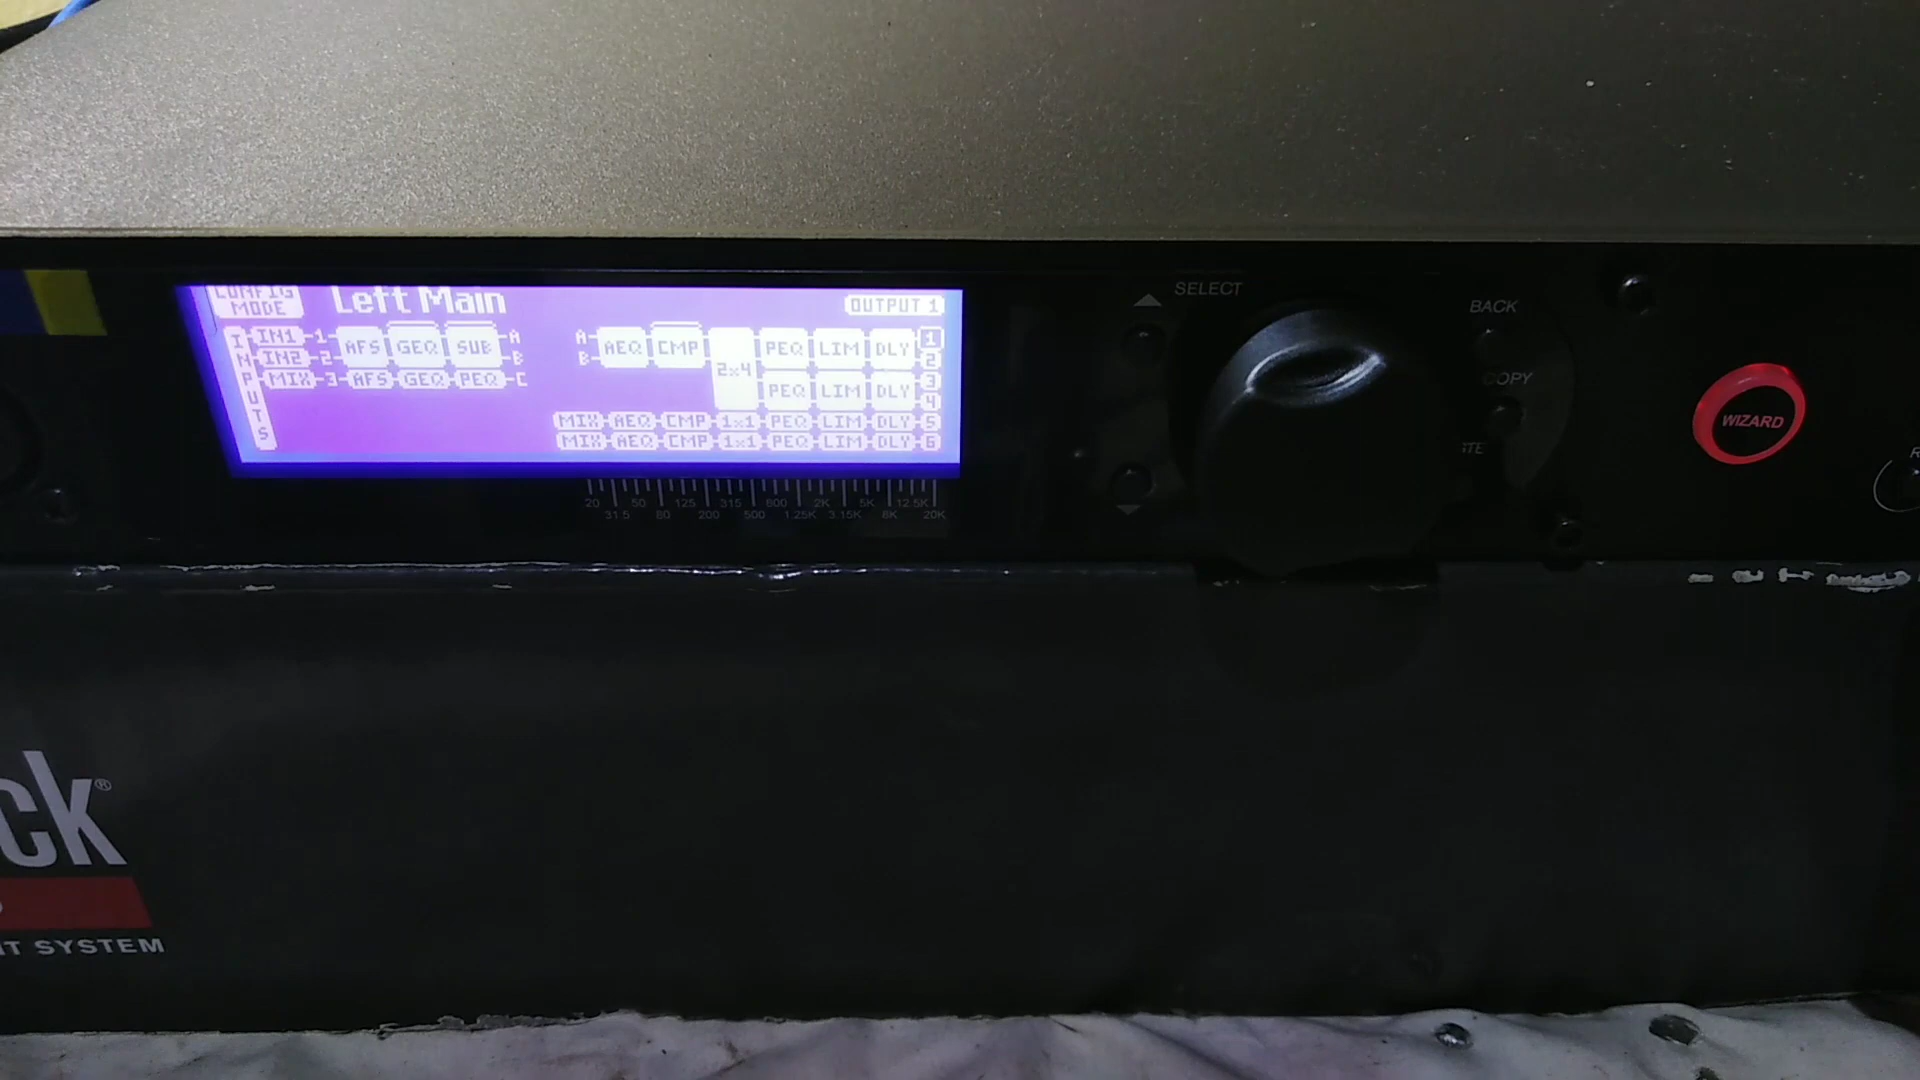 CONFIG
MODE
Left Main
OUTPUT 1
INPUTS
IN1 1 AFS GEQ SUB A
IN2 2 B
MIX 3 AFS GEQ PEQ C
A AEQ CMP 2x4 PEQ LIM DLY 1
B 2
PEQ LIM DLY 3
4
MIX AEQ CMP 1x1 PEQ LIM DLY 5
MIX AEQ CMP 1x1 PEQ LIM DLY 6
20 50 125 315 800 2K 5K 12.5K
31.5 80 200 500 1.25K 3.15K 8K 20K
SELECT
BACK
COPY
WIZARD
ck®
SYSTEM